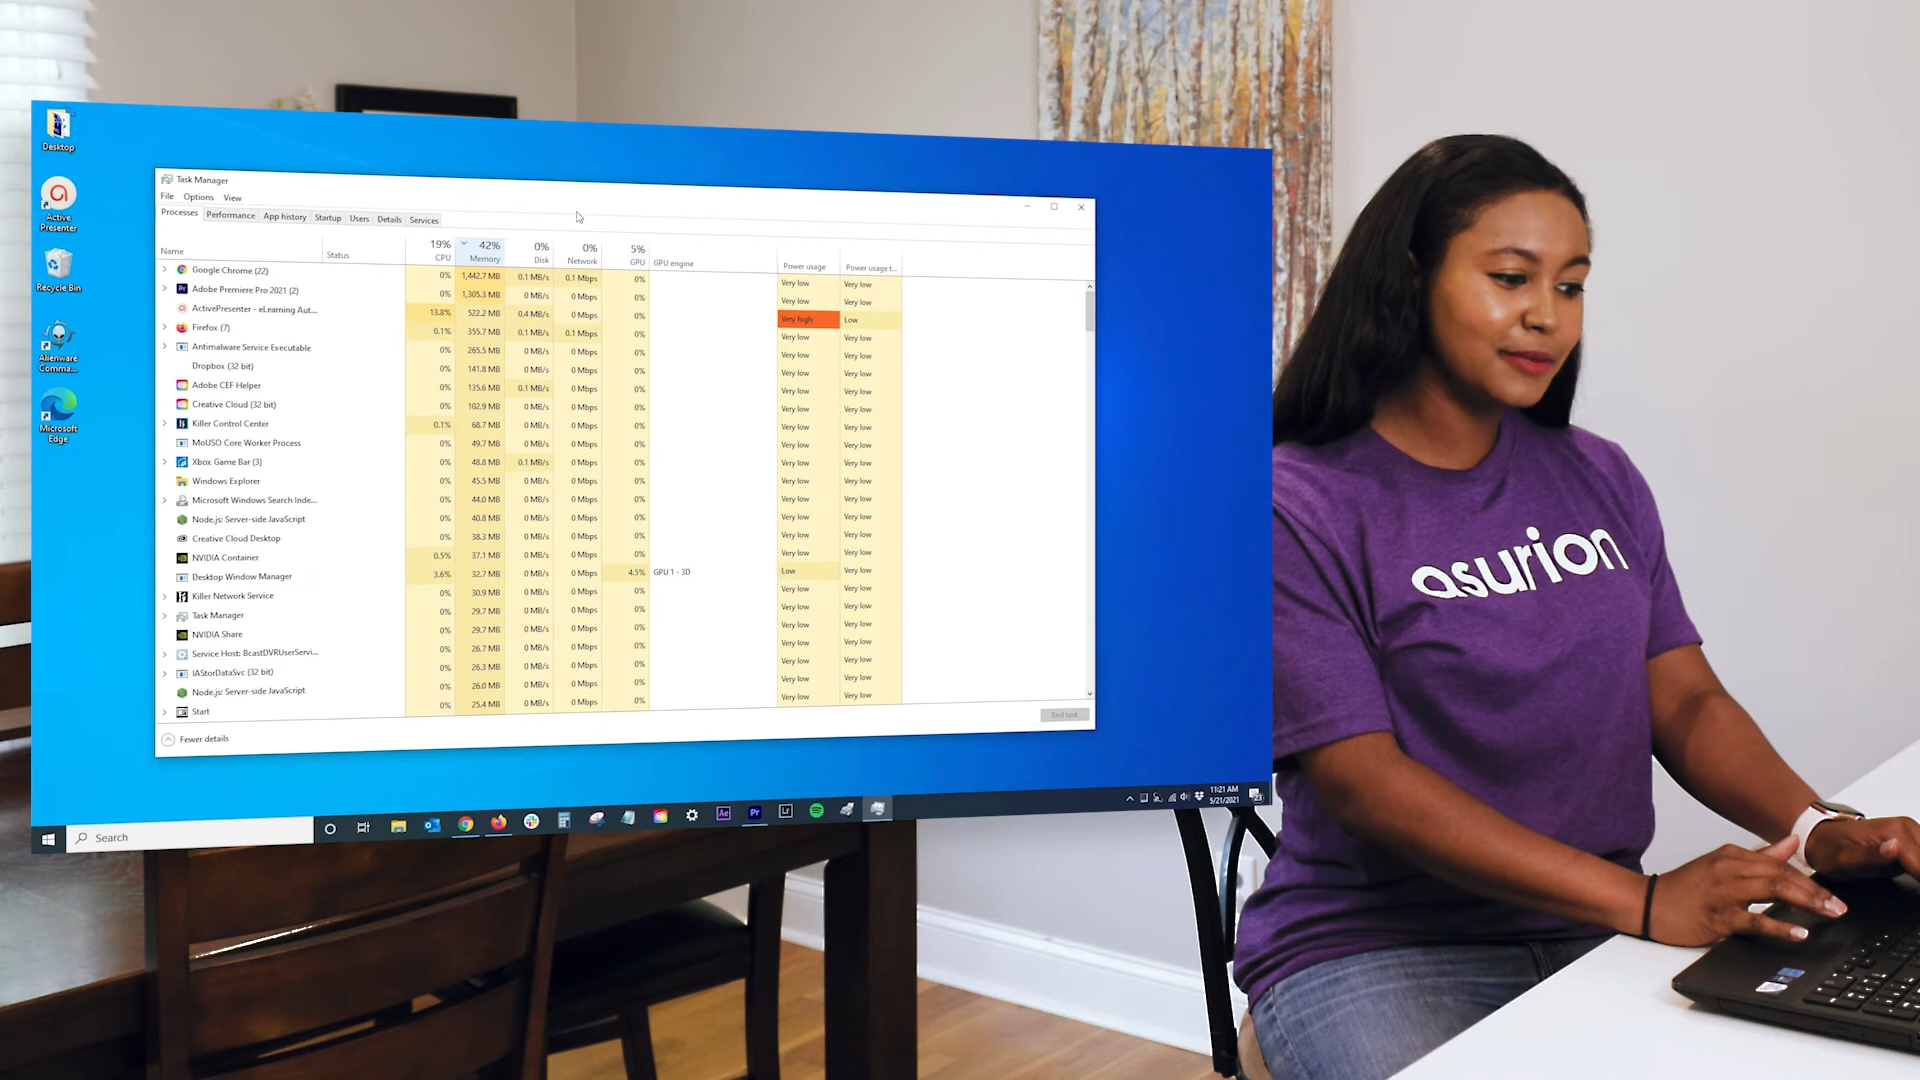 Desktop
Active
Presenter
Recycle Bin
Alienware
Comma...
Microsoft
Edge
Task Manager
File Options View
Processes Performance App history Startup Users Details Services
19% 42% 0% 0% 5%
Name Status CPU Memory Disk Network GPU GPU engine Power usage Power usage t...
Google Chrome (22) 0% 1,442.7 MB 0.1 MB/s 0.1 Mbps 0% Very low Very low
Adobe Premiere Pro 2021 (2) 0% 1,305.3 MB 0 MB/s 0 Mbps 0% Very low Very low
ActivePresenter - eLearning Aut... 13.8% 522.2 MB 0.4 MB/s 0 Mbps 0% Very high Low
Firefox (7) 0.1% 355.7 MB 0.1 MB/s 0.1 Mbps 0% Very low Very low
Antimalware Service Executable 0% 265.5 MB 0 MB/s 0 Mbps 0% Very low Very low
Dropbox (32 bit) 0% 141.8 MB 0 MB/s 0 Mbps 0% Very low Very low
Adobe CEF Helper 0% 135.6 MB 0.1 MB/s 0 Mbps 0% Very low Very low
Creative Cloud (32 bit) 0% 102.9 MB 0 MB/s 0 Mbps 0% Very low Very low
Killer Control Center 0.1% 68.7 MB 0 MB/s 0 Mbps 0% Very low Very low
MoUSO Core Worker Process 0% 49.7 MB 0 MB/s 0 Mbps 0% Very low Very low
Xbox Game Bar (3) 0% 48.8 MB 0.1 MB/s 0 Mbps 0% Very low Very low
Windows Explorer 0% 45.5 MB 0 MB/s 0 Mbps 0% Very low Very low
Microsoft Windows Search Inde... 0% 44.0 MB 0 MB/s 0 Mbps 0% Very low Very low
Node.js: Server-side JavaScript 0% 40.8 MB 0 MB/s 0 Mbps 0% Very low Very low
Creative Cloud Desktop 0% 38.3 MB 0 MB/s 0 Mbps 0% Very low Very low
NVIDIA Container 0.5% 37.1 MB 0 MB/s 0 Mbps 0% Very low Very low
Desktop Window Manager 3.6% 32.7 MB 0 MB/s 0 Mbps 4.5% GPU 1 - 3D Low Very low
Killer Network Service 0% 30.9 MB 0 MB/s 0 Mbps 0% Very low Very low
Task Manager 0% 29.7 MB 0 MB/s 0 Mbps 0% Very low Very low
NVIDIA Share 0% 29.7 MB 0 MB/s 0 Mbps 0% Very low Very low
Service Host: BcastDVRUserServi... 0% 26.7 MB 0 MB/s 0 Mbps 0% Very low Very low
IAStorDataSvc (32 bit) 0% 26.3 MB 0 MB/s 0 Mbps 0% Very low Very low
Node.js: Server-side JavaScript 0% 26.0 MB 0 MB/s 0 Mbps 0% Very low Very low
Start 0% 25.4 MB 0 MB/s 0 Mbps 0% Very low Very low
Fewer details End task
Search
Ae Pr Lr
11:21 AM
5/21/2021
23
asurion